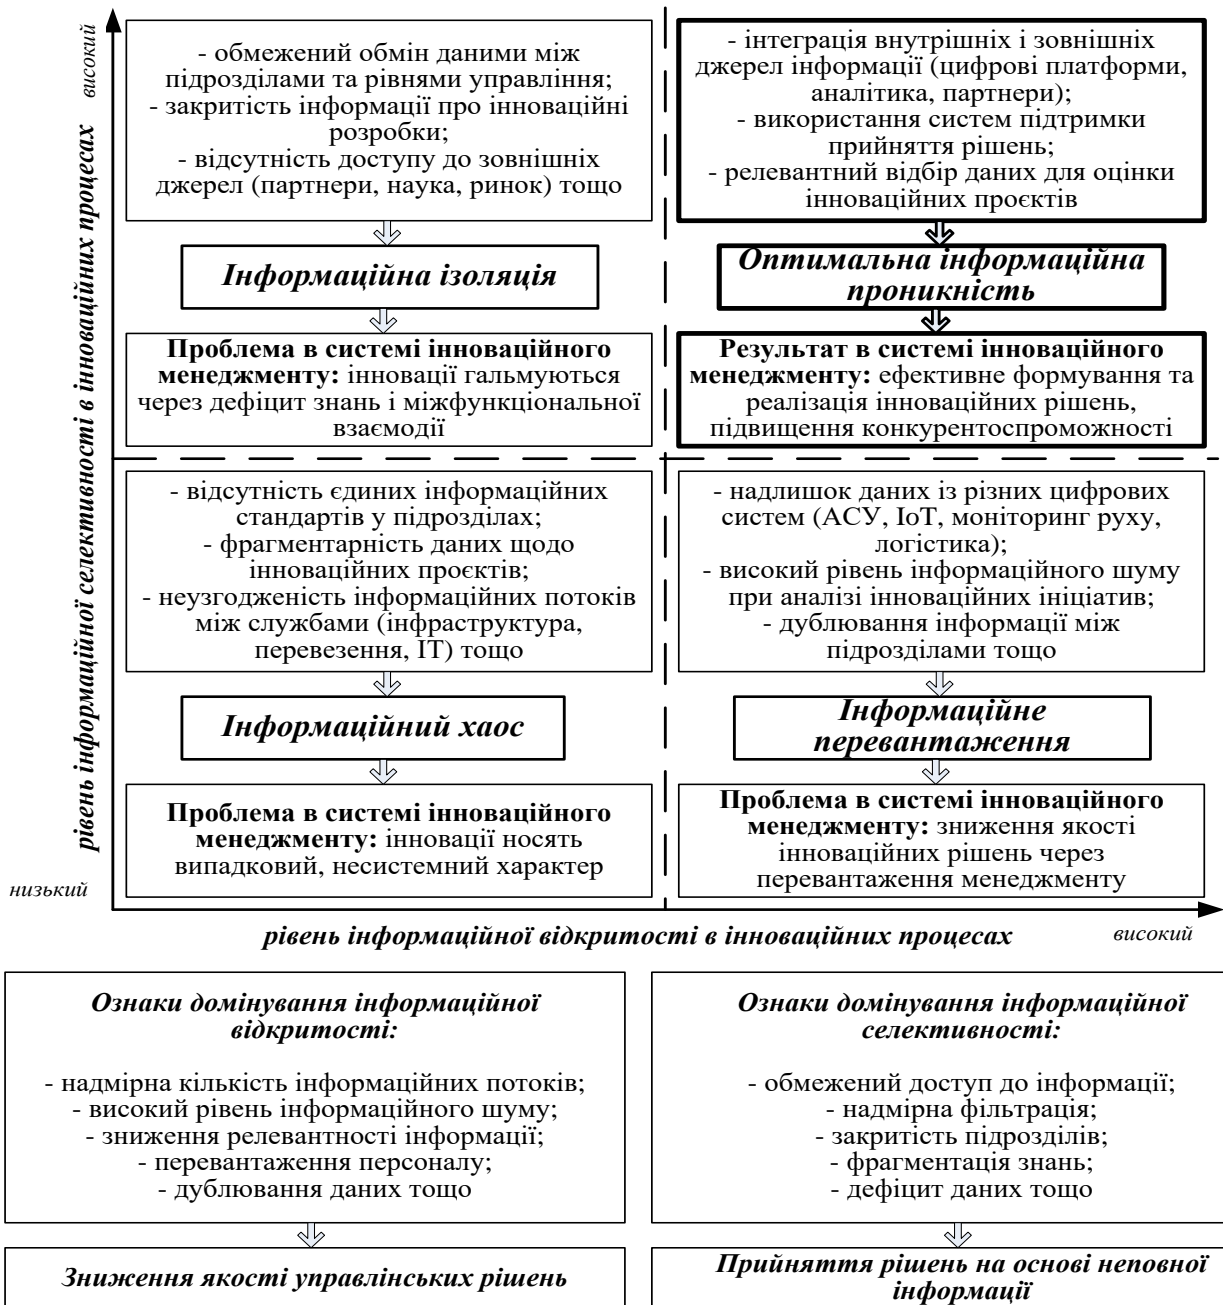 високий
рівень інформаційної селективності в інноваційних процесах
низький
- обмежений обмін даними між
підрозділами та рівнями управління;
- закритість інформації про інноваційні
розробки;
- відсутність доступу до зовнішніх
джерел (партнери, наука, ринок) тощо
Інформаційна ізоляція
Проблема в системі інноваційного
менеджменту: інновації гальмуються
через дефіцит знань і міжфункціональної
взаємодії
- інтеграція внутрішніх і зовнішніх
джерел інформації (цифрові платформи,
аналітика, партнери);
- використання систем підтримки
прийняття рішень;
- релевантний відбір даних для оцінки
інноваційних проєктів
Оптимальна інформаційна
проникність
Результат в системі інноваційного
менеджменту: ефективне формування та
реалізація інноваційних рішень,
підвищення конкурентоспроможності
- відсутність єдиних інформаційних
стандартів у підрозділах;
- фрагментарність даних щодо
інноваційних проєктів;
- неузгодженість інформаційних потоків
між службами (інфраструктура,
перевезення, ІТ) тощо
Інформаційний хаос
Проблема в системі інноваційного
менеджменту: інновації носять
випадковий, несистемний характер
- надлишок даних із різних цифрових
систем (АСУ, IoT, моніторинг руху,
логістика);
- високий рівень інформаційного шуму
при аналізі інноваційних ініціатив;
- дублювання інформації між
підрозділами тощо
Інформаційне
перевантаження
Проблема в системі інноваційного
менеджменту: зниження якості
інноваційних рішень через
перевантаження менеджменту
рівень інформаційної відкритості в інноваційних процесах
високий
Ознаки домінування інформаційної
відкритості:
- надмірна кількість інформаційних потоків;
- високий рівень інформаційного шуму;
- зниження релевантності інформації;
- перевантаження персоналу;
- дублювання даних тощо
Зниження якості управлінських рішень
Ознаки домінування інформаційної
селективності:
- обмежений доступ до інформації;
- надмірна фільтрація;
- закритість підрозділів;
- фрагментація знань;
- дефіцит даних тощо
Прийняття рішень на основі неповної
інформації